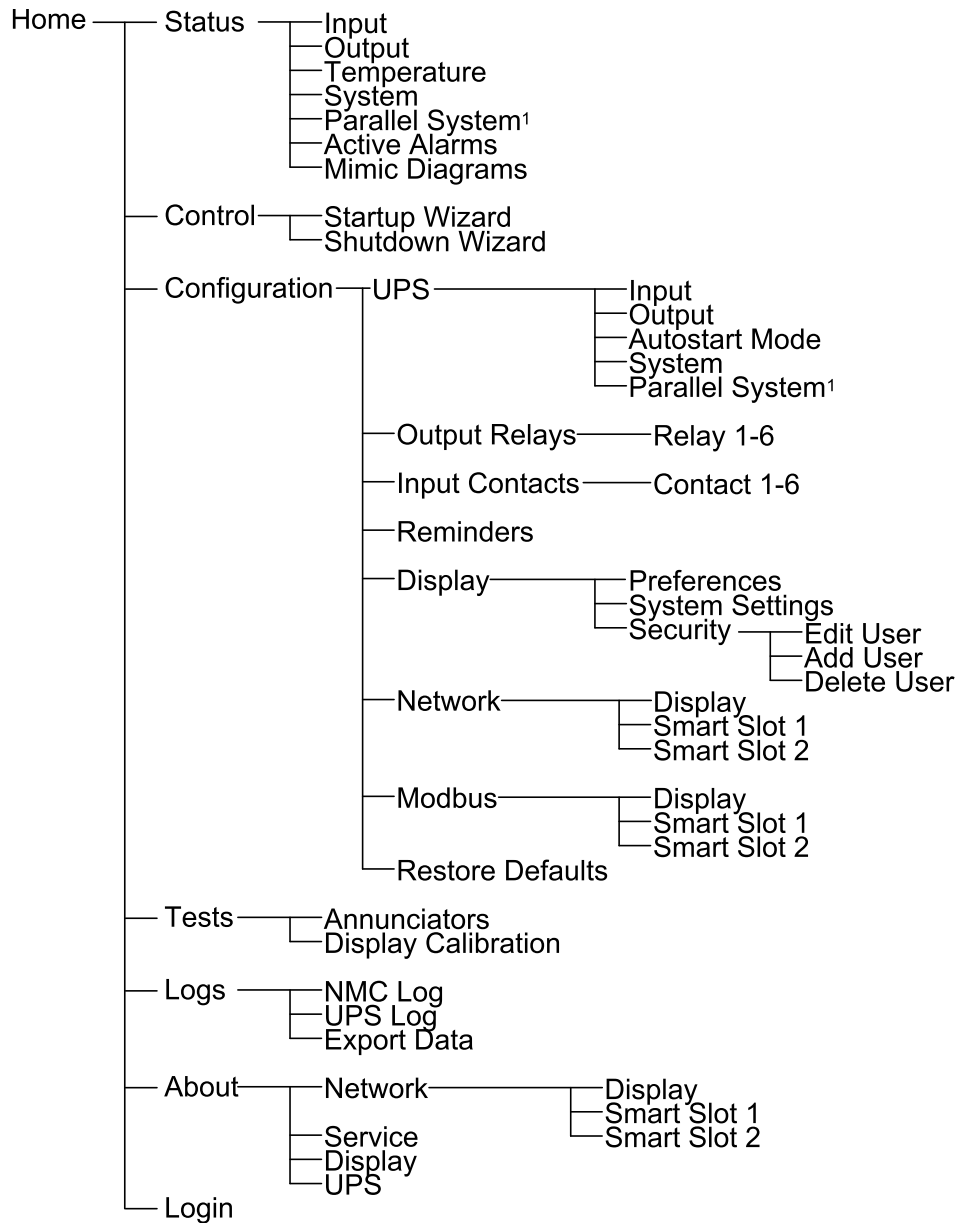 Home
Status
Input
Output
Temperature
System
Parallel System¹
Active Alarms
Mimic Diagrams
Control
Startup Wizard
Shutdown Wizard
Configuration
UPS
Input
Output
Autostart Mode
System
Parallel System¹
Output Relays
Relay 1-6
Input Contacts
Contact 1-6
Reminders
Display
Preferences
System Settings
Security
Edit User
Add User
Delete User
Network
Display
Smart Slot 1
Smart Slot 2
Modbus
Display
Smart Slot 1
Smart Slot 2
Restore Defaults
Tests
Annunciators
Display Calibration
Logs
NMC Log
UPS Log
Export Data
About
Network
Display
Smart Slot 1
Smart Slot 2
Service
Display
UPS
Login